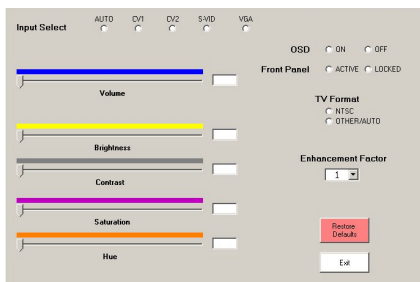 Input Select
AUTO CV1 CV2 S-VID VGA
OSD ON OFF
Front Panel ACTIVE LOCKED
Volume
TV Format
NTSC
OTHER/AUTO
Brightness
Enhancement Factor
1
Contrast
Saturation
Restore
Defaults
Hue
Exit